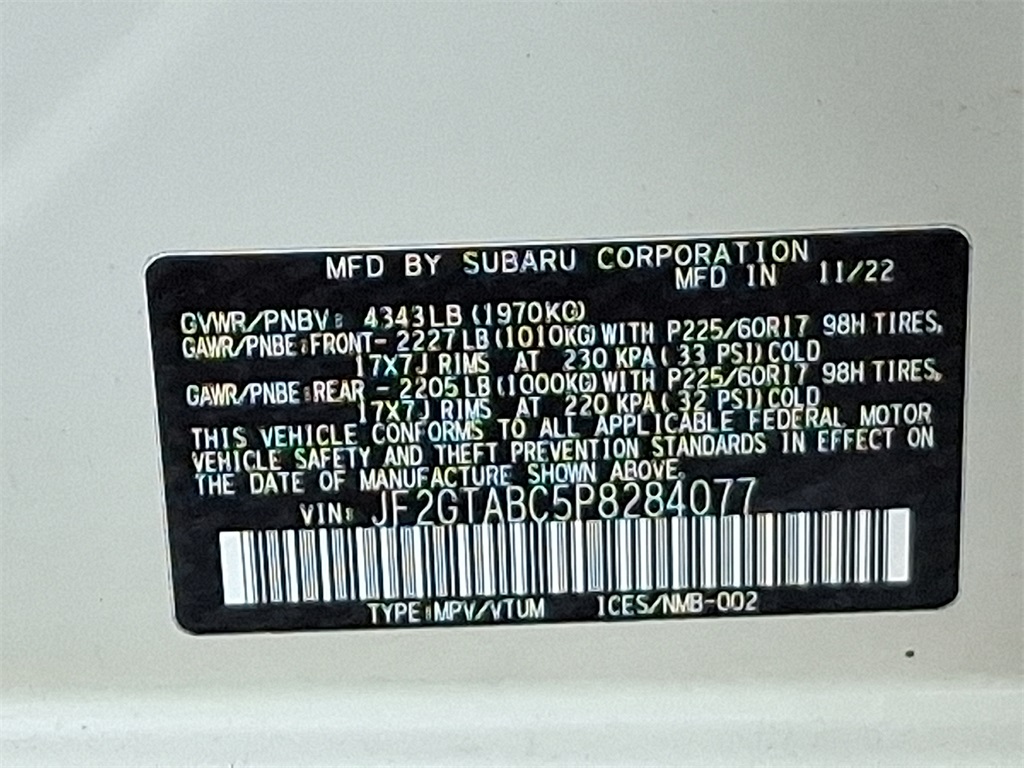 MFD BY SUBARU CORPORATION
MFD IN 11/22
GVWR/PNBV: 4343LB (1970KG)
GAWR/PNBE:FRONT- 2227LB (1010KG) WITH P225/60R17 98H TIRES,
17X7J RIMS AT 230 KPA( 33 PSI) COLD
GAWR/PNBE:REAR - 2205LB (1000KG) WITH P225/60R17 98H TIRES,
17X7J RIMS AT 220 KPA( 32 PSI) COLD
THIS VEHICLE CONFORMS TO ALL APPLICABLE FEDERAL MOTOR
VEHICLE SAFETY AND THEFT PREVENTION STANDARDS IN EFFECT ON
THE DATE OF MANUFACTURE SHOWN ABOVE.
VIN: JF2GTABC5P8284077
TYPE:MPV/VTUM ICES/NMB-002